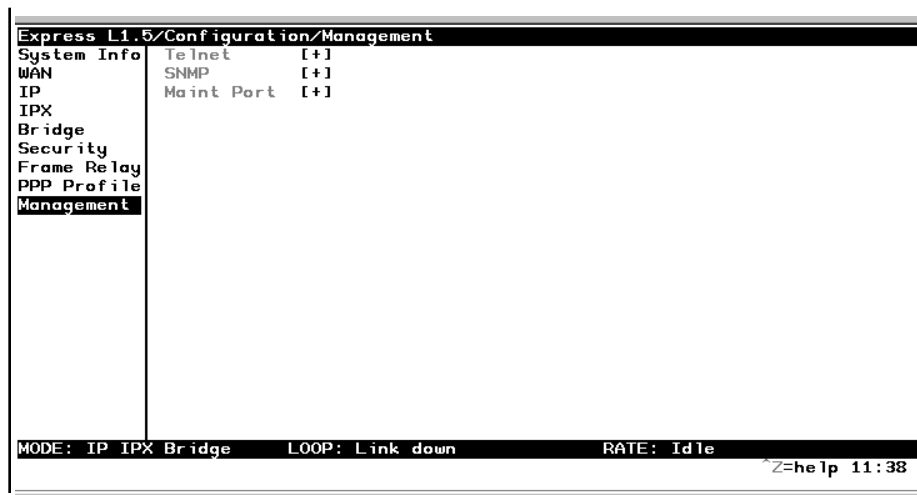 Express L1.5/Configuration/Management
System Info Telnet [+]
WAN SNMP [+]
IP Maint Port [+]
IPX
Bridge
Security
Frame Relay
PPP Profile
Management
MODE: IP IPX Bridge LOOP: Link down RATE: Idle
^Z=help 11:38